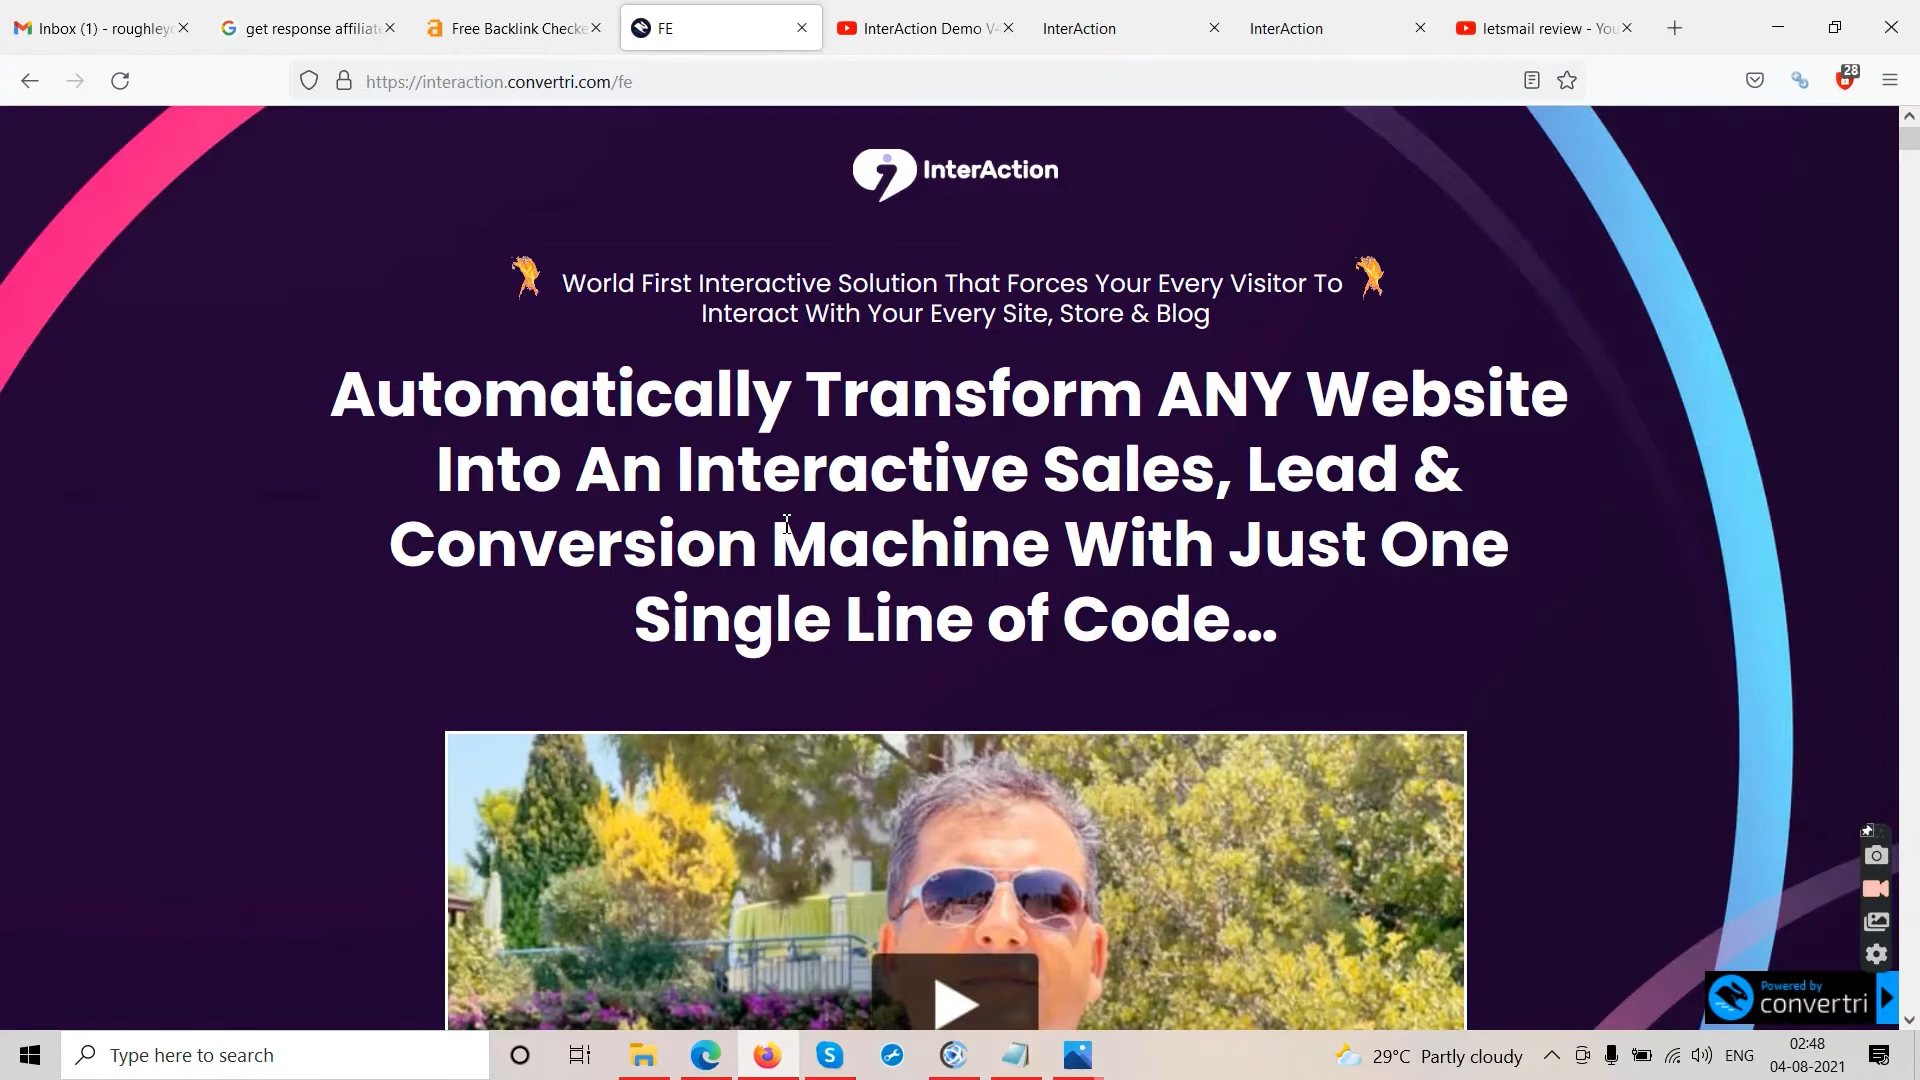 Inbox (1) - roughleyc
get response affiliate
Free Backlink Checke
FE
InterAction Demo V4
InterAction
InterAction
letsmail review - You
https://interaction.convertri.com/fe
28
InterAction
World First Interactive Solution That Forces Your Every Visitor To
Interact With Your Every Site, Store & Blog
Automatically Transform ANY Website
Into An Interactive Sales, Lead &
Conversion Machine With Just One
Single Line of Code...
Powered by
convertri
Type here to search
29°C Partly cloudy
ENG
02:48
04-08-2021